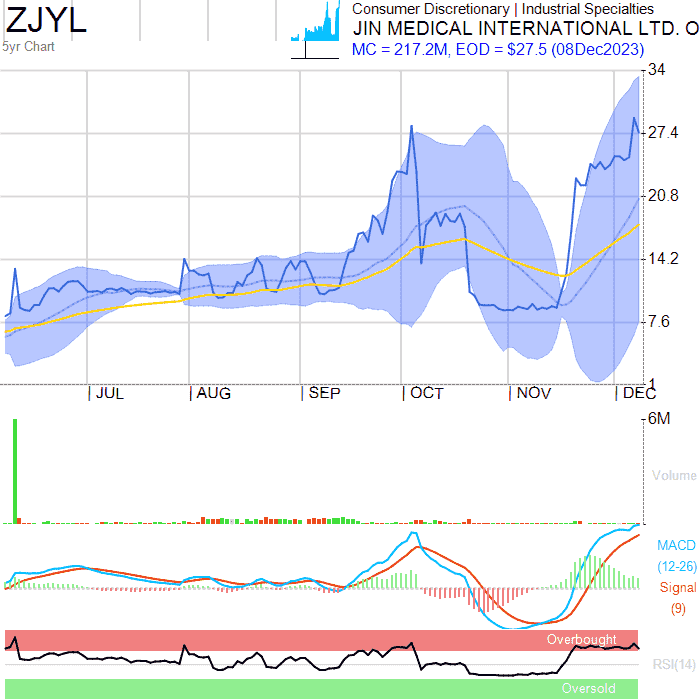 ZJYL
5yr Chart
Consumer Discretionary | Industrial Specialties
JIN MEDICAL INTERNATIONAL LTD. O
MC = 217.2M, EOD = $27.5 (08Dec2023)
34
27.4
20.8
14.2
7.6
1
JUL AUG SEP OCT NOV DEC
6M
Volume
MACD
(12-26)
Signal
(9)
Overbought
RSI(14)
Oversold